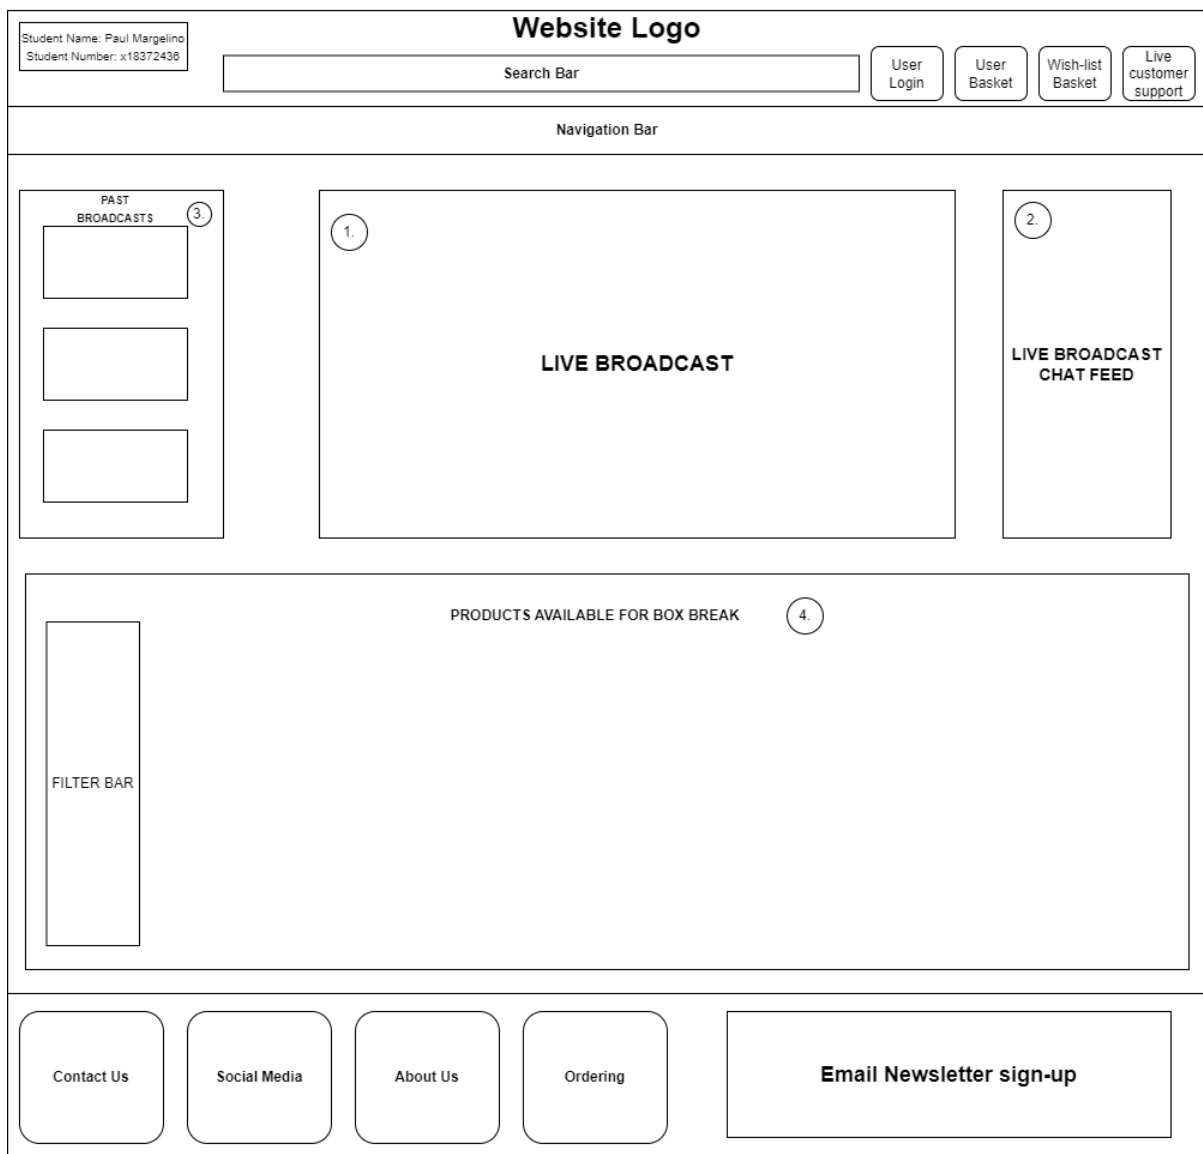 Website Logo
Student Name: Paul Margelino
Student Number: x18372436
Search Bar
User
Login
User
Basket
Wish-list
Basket
Live
customer
support
Navigation Bar
PAST
BROADCASTS
3.
1.
LIVE BROADCAST
2.
LIVE BROADCAST
CHAT FEED
PRODUCTS AVAILABLE FOR BOX BREAK
4.
FILTER BAR
Contact Us
Social Media
About Us
Ordering
Email Newsletter sign-up